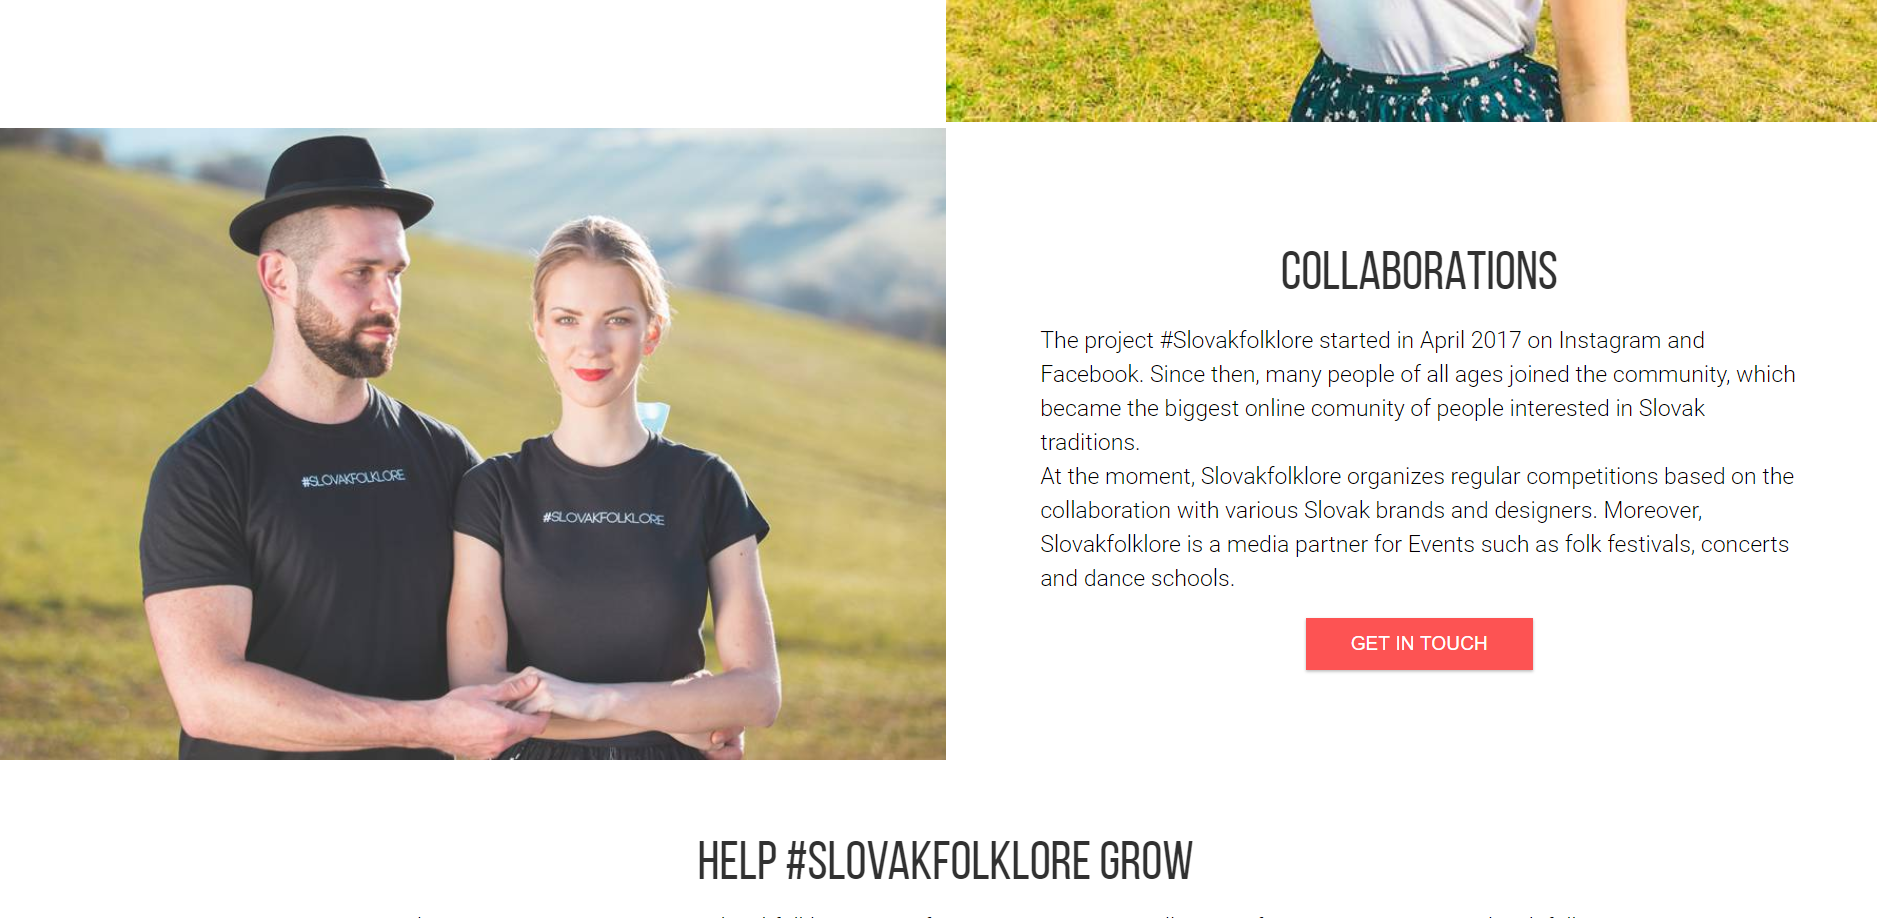 COLLABORATIONS
The project #Slovakfolklore started in April 2017 on Instagram and
Facebook. Since then, many people of all ages joined the community, which
became the biggest online comunity of people interested in Slovak
traditions.
At the moment, Slovakfolklore organizes regular competitions based on the
collaboration with various Slovak brands and designers. Moreover,
Slovakfolklore is a media partner for Events such as folk festivals, concerts
and dance schools.
GET IN TOUCH
#SLOVAKFOLKLORE
#SLOVAKFOLKLORE
HELP #SLOVAKFOLKLORE GROW